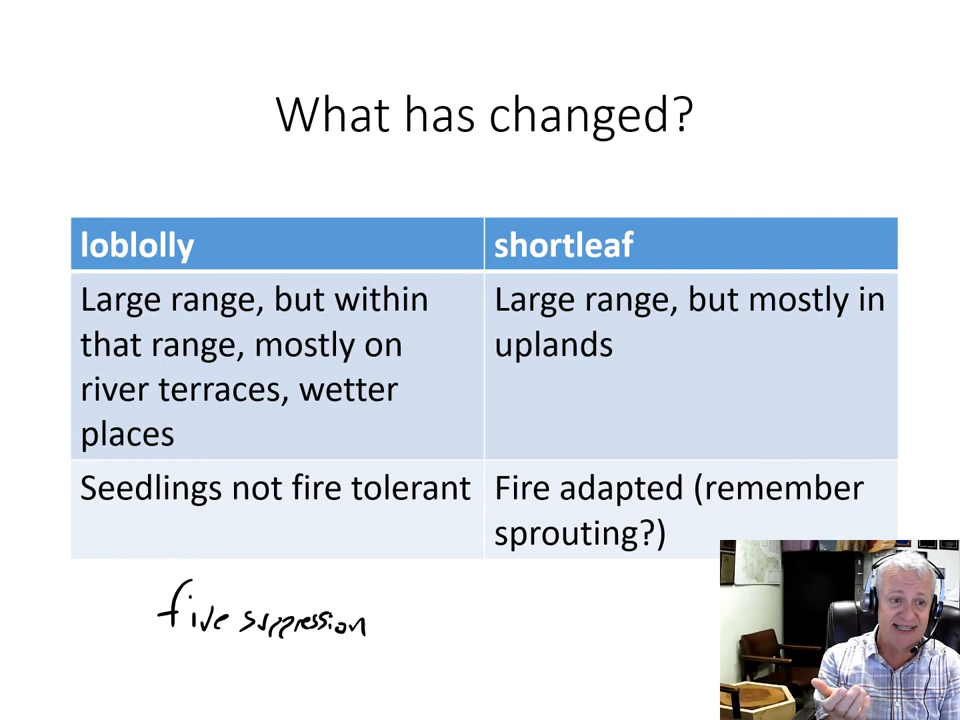 What has changed?
loblolly
shortleaf
Large range, but within
that range, mostly on
river terraces, wetter
places
Large range, but mostly in
uplands
Seedlings not fire tolerant
Fire adapted (remember
sprouting?)
fire suppression